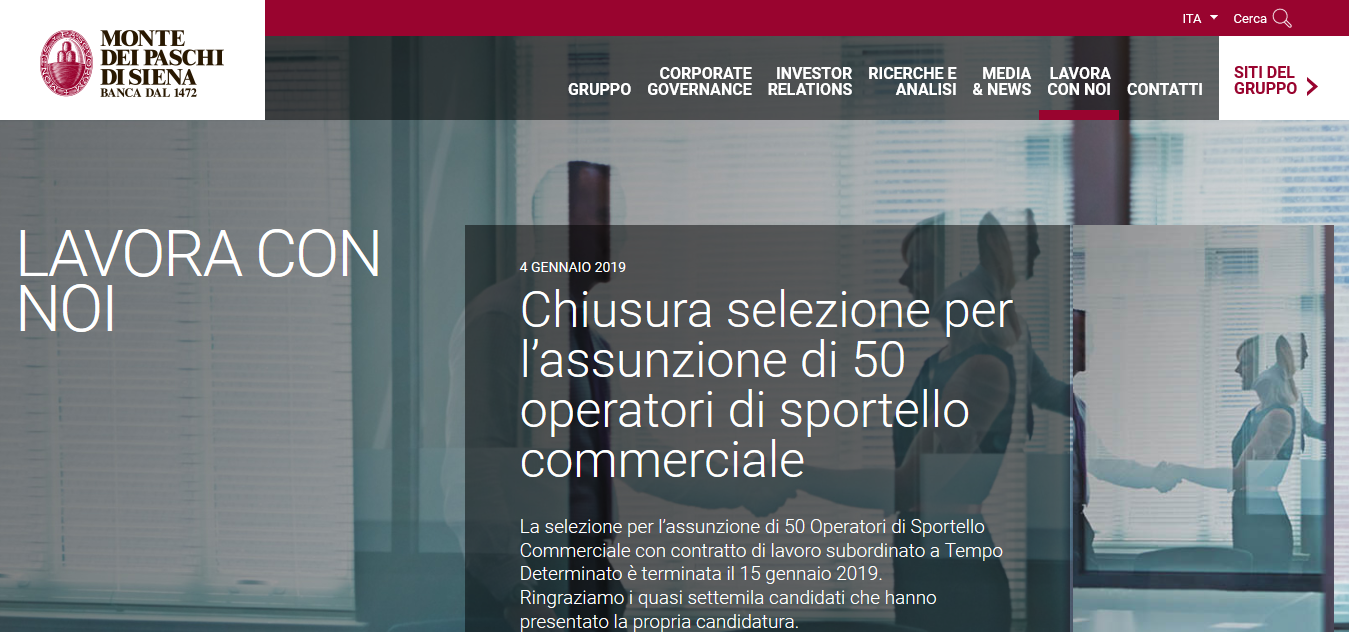 ITA
Cerca
MONTE
DEI PASCHI
DI SIENA
BANCA DAL 1472
GRUPPO
CORPORATE
GOVERNANCE
INVESTOR
RELATIONS
RICERCHE E
ANALISI
MEDIA
& NEWS
LAVORA
CON NOI
CONTATTI
SITI DEL
GRUPPO
LAVORA CON
NOI
4 GENNAIO 2019
Chiusura selezione per
l’assunzione di 50
operatori di sportello
commerciale
La selezione per l’assunzione di 50 Operatori di Sportello
Commerciale con contratto di lavoro subordinato a Tempo
Determinato è terminata il 15 gennaio 2019.
Ringraziamo i quasi settemila candidati che hanno
presentato la propria candidatura.